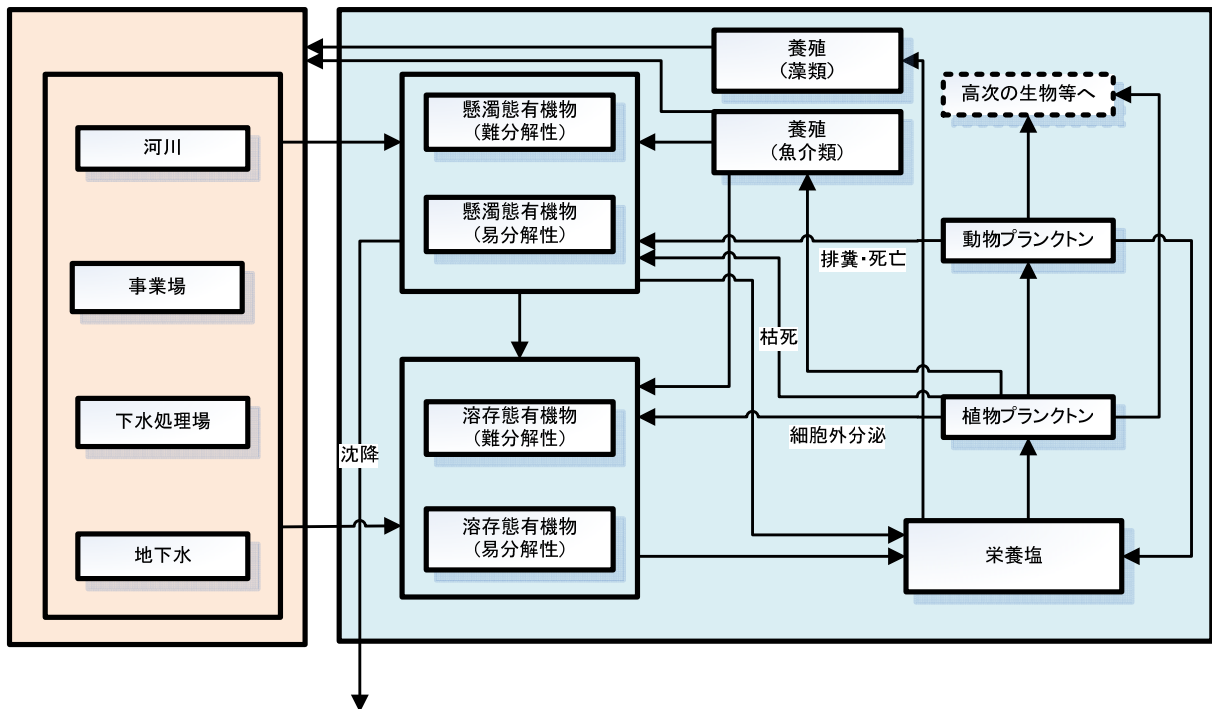 河川
事業場
下水処理場
地下水
懸濁態有機物
(難分解性)
懸濁態有機物
(易分解性)
溶存態有機物
(難分解性)
溶存態有機物
(易分解性)
沈降
養殖
(藻類)
養殖
(魚介類)
高次の生物等へ
動物プランクトン
排糞・死亡
枯死
植物プランクトン
細胞外分泌
栄養塩